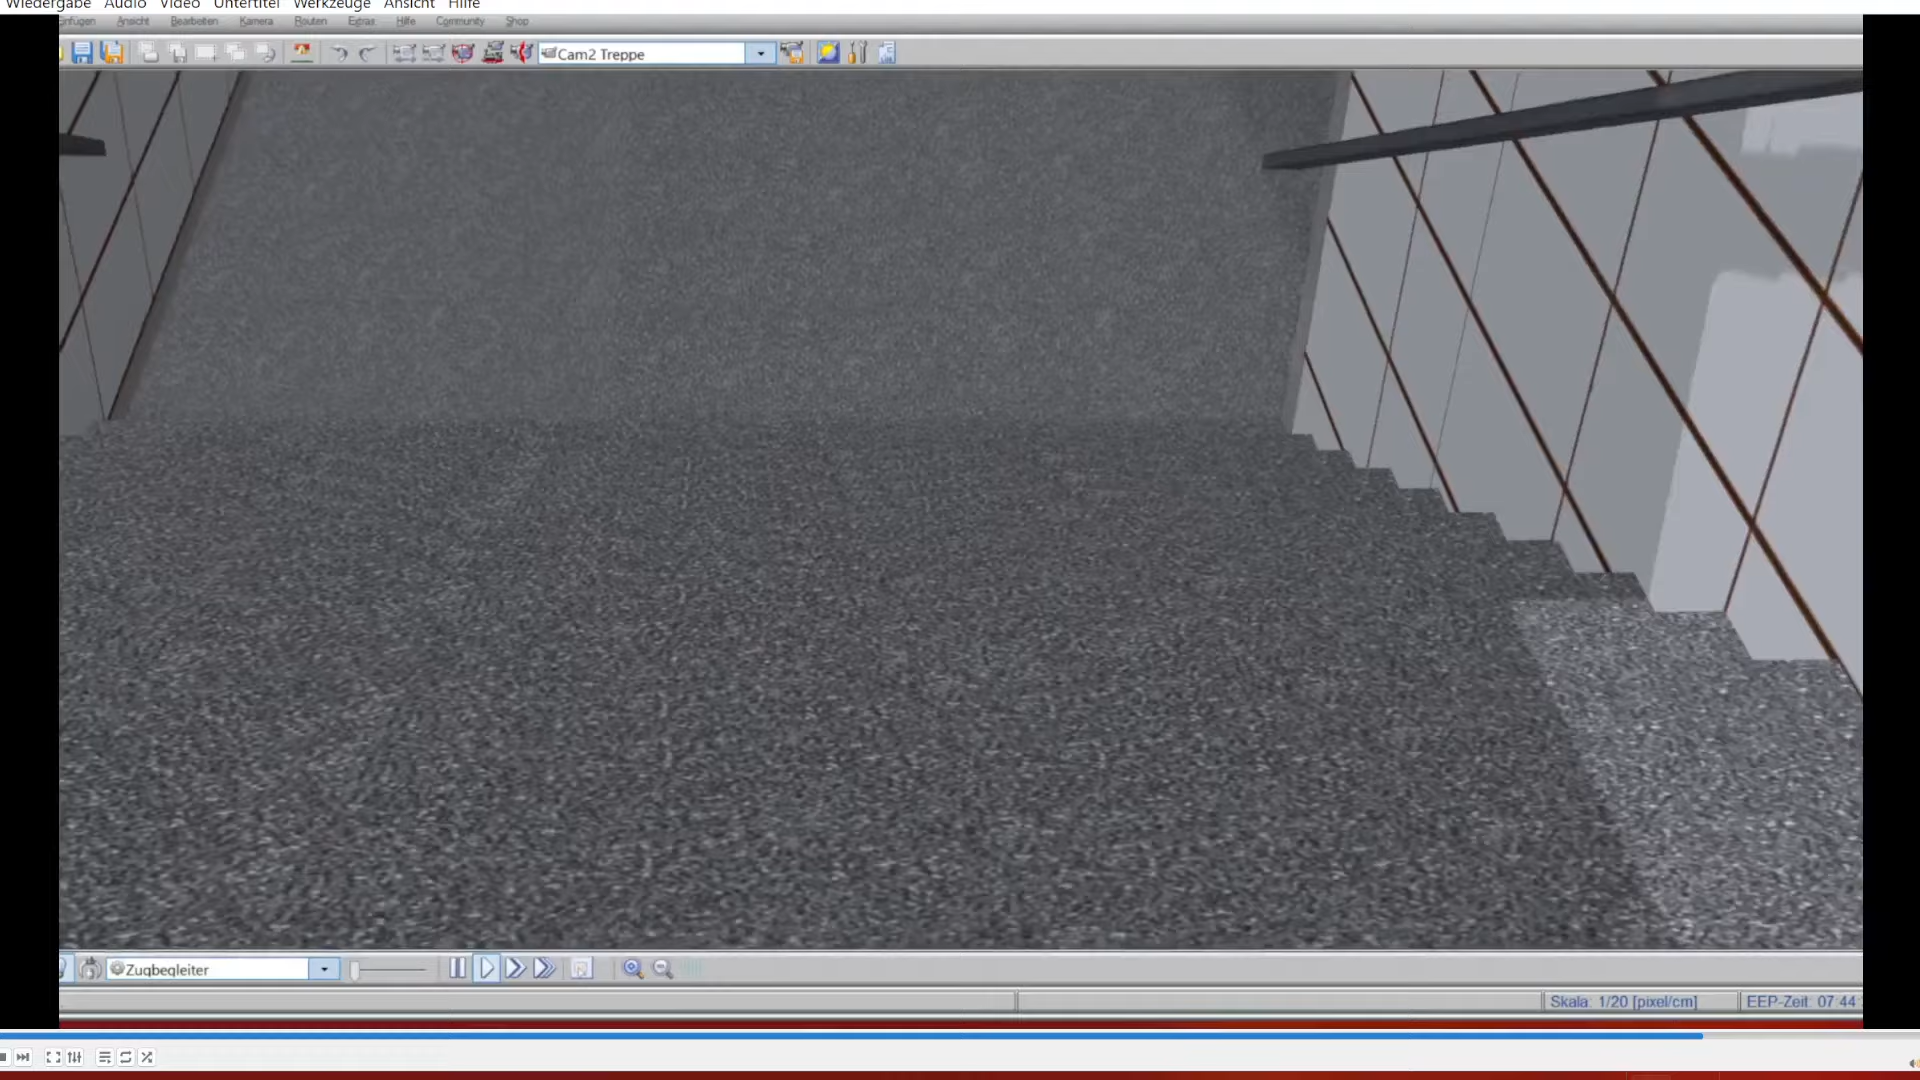 Wiedergabe Audio Video Untertitel Werkzeuge Ansicht Hilfe
Einfügen Ansicht Bearbeiten Kamera Routen Extras Hilfe Community Shop
Cam2 Treppe
Zugbegleiter
Skala: 1/20 [pixel/cm] EEP-Zeit: 07:44